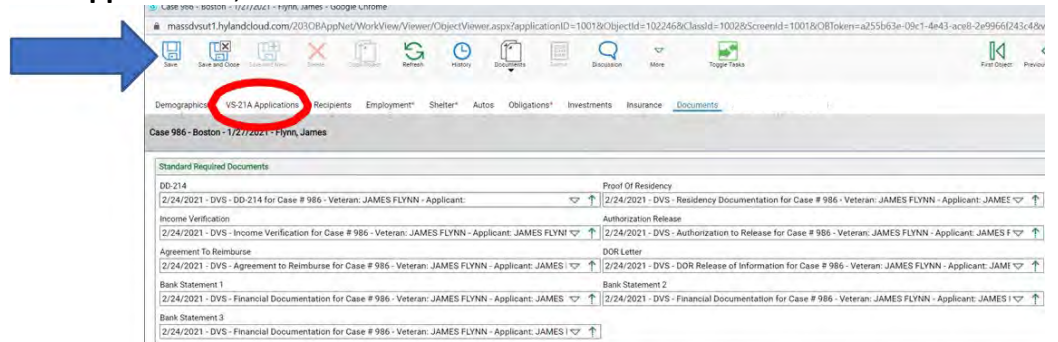 Case 986 - Boston - 1/27/2021 - Flynn, James - Google Chrome
massdvsut1.hylandcloud.com/203OBAppNet/WorkView/Viewer/ObjectViewer.aspx?applicationID=1001&ObjectId=102246&ClassId=1002&ScreenId=1001&OBToken=a255b63e-09c1-4e43-ace8-2e9966f243c4&v
Save Save and Close Save and New Delete Copy Object Refresh History Documents Discussion More Toggle Tasks First Object Previou
Demographics VS-21A Applications Recipients Employment* Shelter* Autos Obligations* Investments Insurance Documents
Case 986 - Boston - 1/27/2021 - Flynn, James
Standard Required Documents
DD-214 Proof Of Residency
2/24/2021 - DVS - DD-214 for Case # 986 - Veteran: JAMES FLYNN - Applicant: 2/24/2021 - DVS - Residency Documentation for Case # 986 - Veteran: JAMES FLYNN - Applicant: JAMES
Income Verification Authorization Release
2/24/2021 - DVS - Income Verification for Case # 986 - Veteran: JAMES FLYNN - Applicant: JAMES FLYN 2/24/2021 - DVS - Authorization to Release for Case # 986 - Veteran: JAMES FLYNN - Applicant: JAMES F
Agreement To Reimburse DOR Letter
2/24/2021 - DVS - Agreement to Reimburse for Case # 986 - Veteran: JAMES FLYNN - Applicant: JAMES 2/24/2021 - DVS - DOR Release of Information for Case # 986 - Veteran: JAMES FLYNN - Applicant: JAM
Bank Statement 1 Bank Statement 2
2/24/2021 - DVS - Financial Documentation for Case # 986 - Veteran: JAMES FLYNN - Applicant: JAMES 2/24/2021 - DVS - Financial Documentation for Case # 986 - Veteran: JAMES FLYNN - Applicant: JAMES
Bank Statement 3
2/24/2021 - DVS - Financial Documentation for Case # 986 - Veteran: JAMES FLYNN - Applicant: JAMES